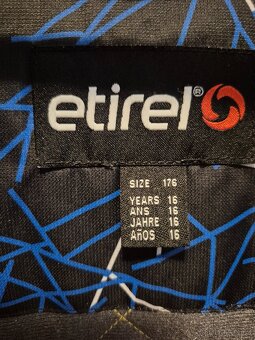 etirel®
SIZE 176
YEARS 16
ANS 16
JAHRE 16
AÑOS 16